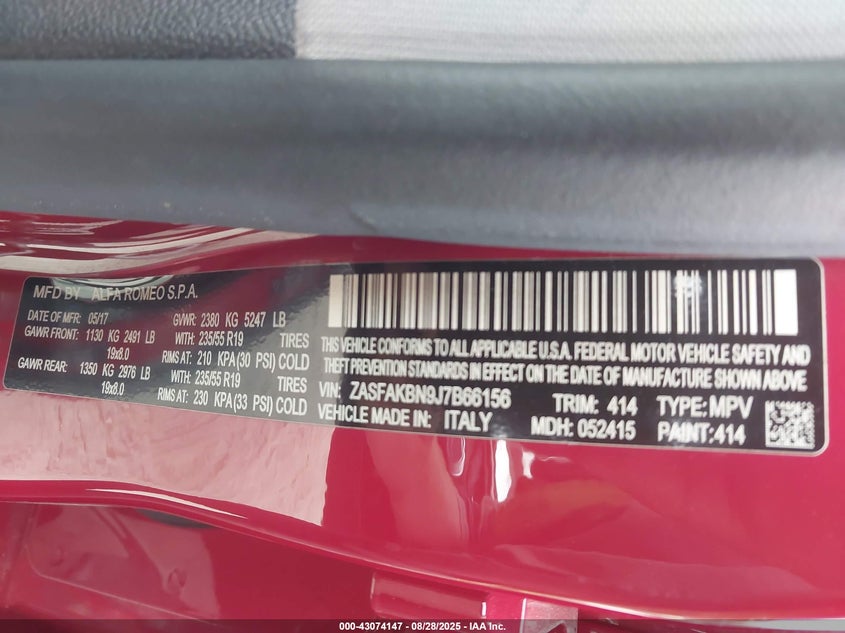 MFD BY ALFA ROMEO S.P.A.
DATE OF MFR: 05/17 GVWR: 2380 KG 5247 LB
GAWR FRONT: 1130 KG 2491 LB WITH: 235/55 R19 TIRES
19x8.0 RIMS AT: 210 KPA (30 PSI) COLD
GAWR REAR: 1350 KG 2976 LB WITH: 235/55 R19 TIRES
19x8.0 RIMS AT: 230 KPA (33 PSI) COLD
THIS VEHICLE CONFORMS TO ALL APPLICABLE U.S.A. FEDERAL MOTOR VEHICLE SAFETY AND
THEFT PREVENTION STANDARDS IN EFFECT ON THE DATE OF MANUFACTURE SHOWN ABOVE
VIN: ZASFAKBN9J7B66156 TRIM: 414 TYPE: MPV
VEHICLE MADE IN: ITALY MDH: 052415 PAINT:414
000-43074147 - 08/28/2025 - IAA Inc.